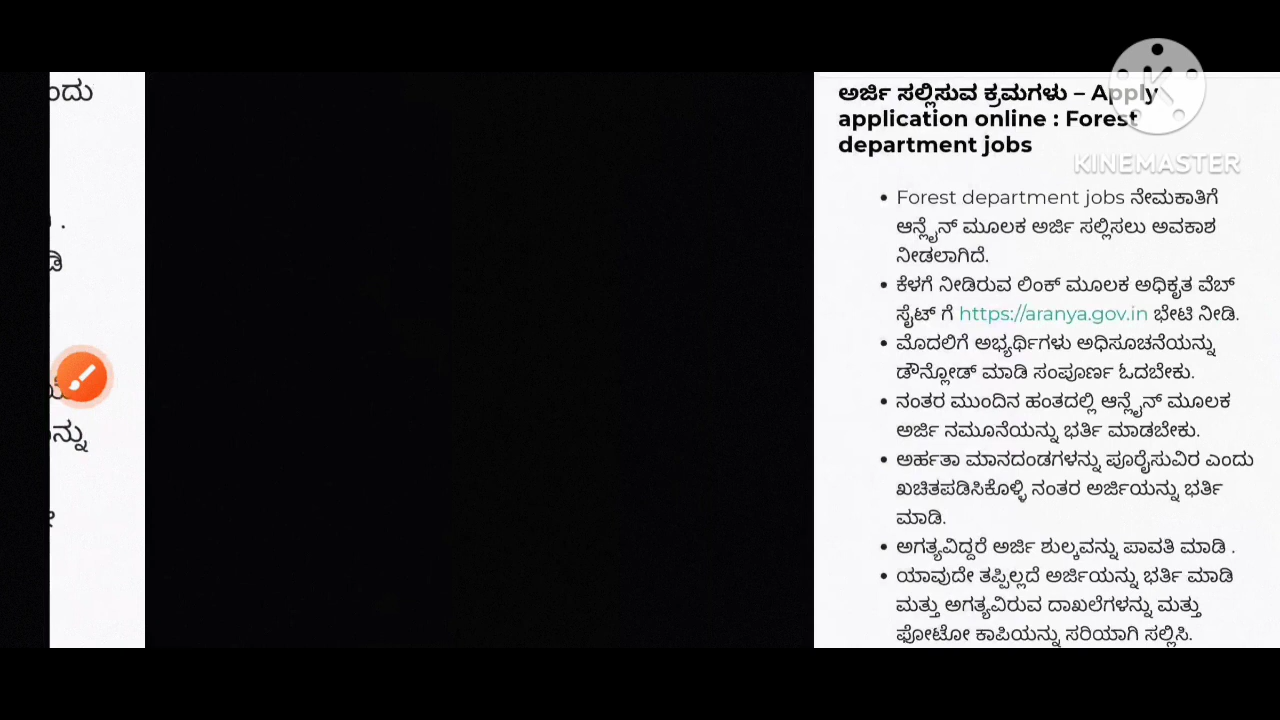 ಅರ್ಜಿ ಸಲ್ಲಿಸುವ ಕ್ರಮಗಳು – Apply
application online : Forest
department jobs
KINEMASTER
• Forest department jobs ನೇಮಕಾತಿಗೆ
ಆನ್ಲೈನ್ ಮೂಲಕ ಅರ್ಜಿ ಸಲ್ಲಿಸಲು ಅವಕಾಶ
ನೀಡಲಾಗಿದೆ.
• ಕೆಳಗೆ ನೀಡಿರುವ ಲಿಂಕ್ ಮೂಲಕ ಅಧಿಕೃತ ವೆಬ್
ಸೈಟ್ ಗೆ https://aranya.gov.in ಭೇಟಿ ನೀಡಿ.
• ಮೊದಲಿಗೆ ಅಭ್ಯರ್ಥಿಗಳು ಅಧಿಸೂಚನೆಯನ್ನು
ಡೌನ್ಲೋಡ್ ಮಾಡಿ ಸಂಪೂರ್ಣ ಓದಬೇಕು.
• ನಂತರ ಮುಂದಿನ ಹಂತದಲ್ಲಿ ಆನ್ಲೈನ್ ಮೂಲಕ
ಅರ್ಜಿ ನಮೂನೆಯನ್ನು ಭರ್ತಿ ಮಾಡಬೇಕು.
• ಅರ್ಹತಾ ಮಾನದಂಡಗಳನ್ನು ಪೂರೈಸುವಿರ ಎಂದು
ಖಚಿತಪಡಿಸಿಕೊಳ್ಳಿ ನಂತರ ಅರ್ಜಿಯನ್ನು ಭರ್ತಿ
ಮಾಡಿ.
• ಅಗತ್ಯವಿದ್ದರೆ ಅರ್ಜಿ ಶುಲ್ಕವನ್ನು ಪಾವತಿ ಮಾಡಿ .
• ಯಾವುದೇ ತಪ್ಪಿಲ್ಲದೆ ಅರ್ಜಿಯನ್ನು ಭರ್ತಿ ಮಾಡಿ
ಮತ್ತು ಅಗತ್ಯವಿರುವ ದಾಖಲೆಗಳನ್ನು ಮತ್ತು
ಫೋಟೋ ಕಾಪಿಯನ್ನು ಸರಿಯಾಗಿ ಸಲ್ಲಿಸಿ.